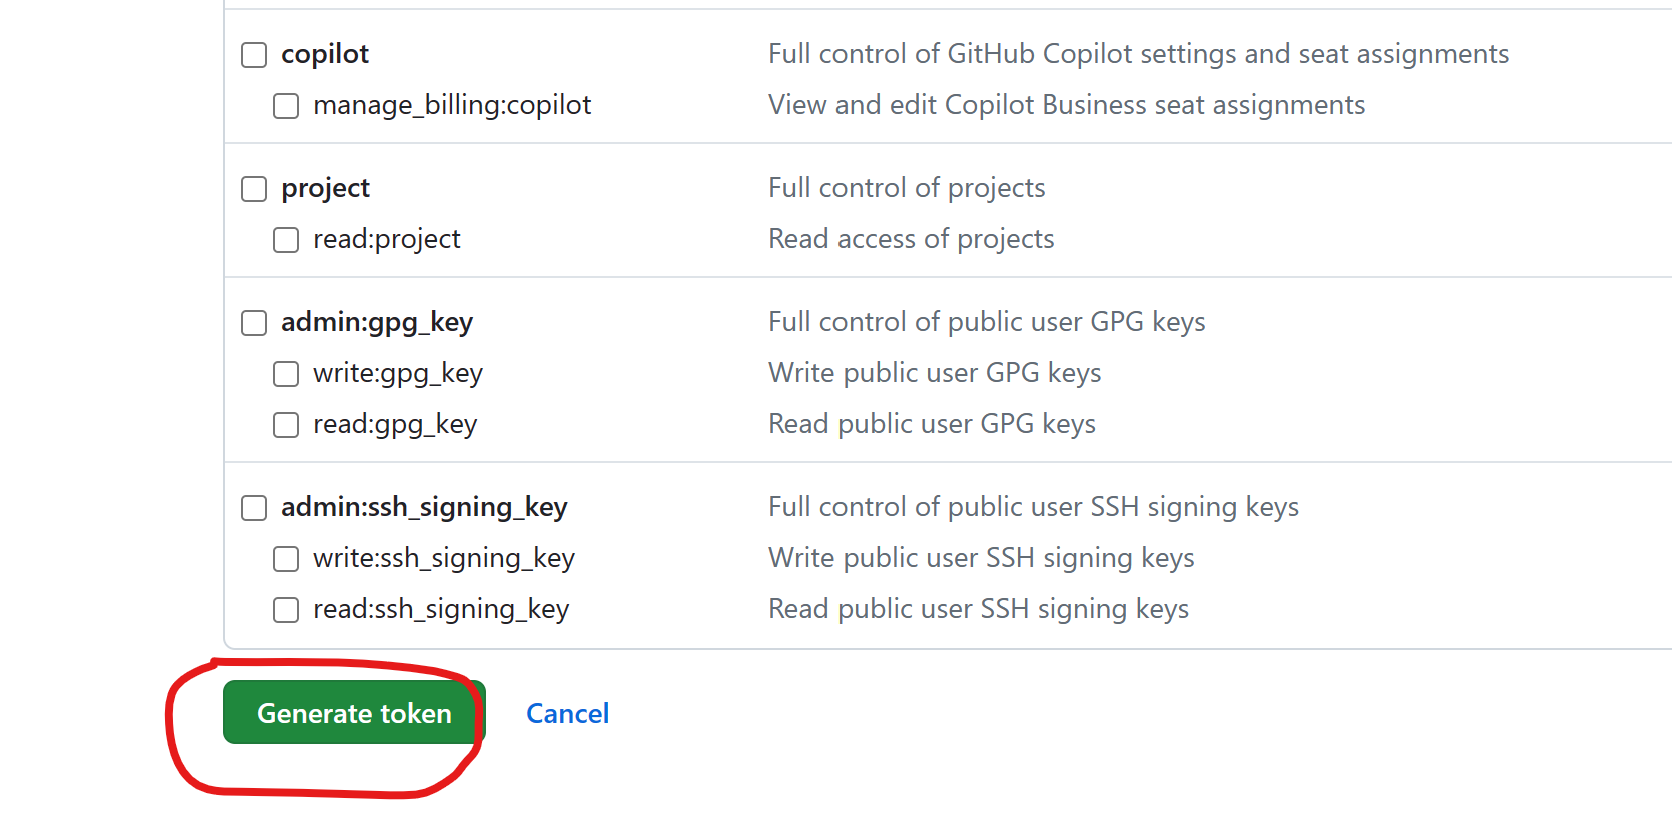 copilot Full control of GitHub Copilot settings and seat assignments
manage_billing:copilot View and edit Copilot Business seat assignments
project Full control of projects
read:project Read access of projects
admin:gpg_key Full control of public user GPG keys
write:gpg_key Write public user GPG keys
read:gpg_key Read public user GPG keys
admin:ssh_signing_key Full control of public user SSH signing keys
write:ssh_signing_key Write public user SSH signing keys
read:ssh_signing_key Read public user SSH signing keys
Generate token Cancel